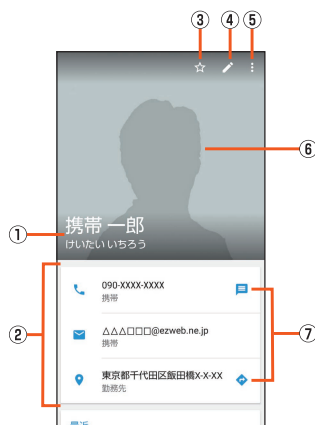 ③ ④ ⑤
⑥
①
携帯 一郎
けいたい いちろう
②
090-XXXX-XXXX
携帯
△△△□□□@ezweb.ne.jp
携帯
⑦
東京都千代田区飯田橋X-X-XX
勤務先
最近